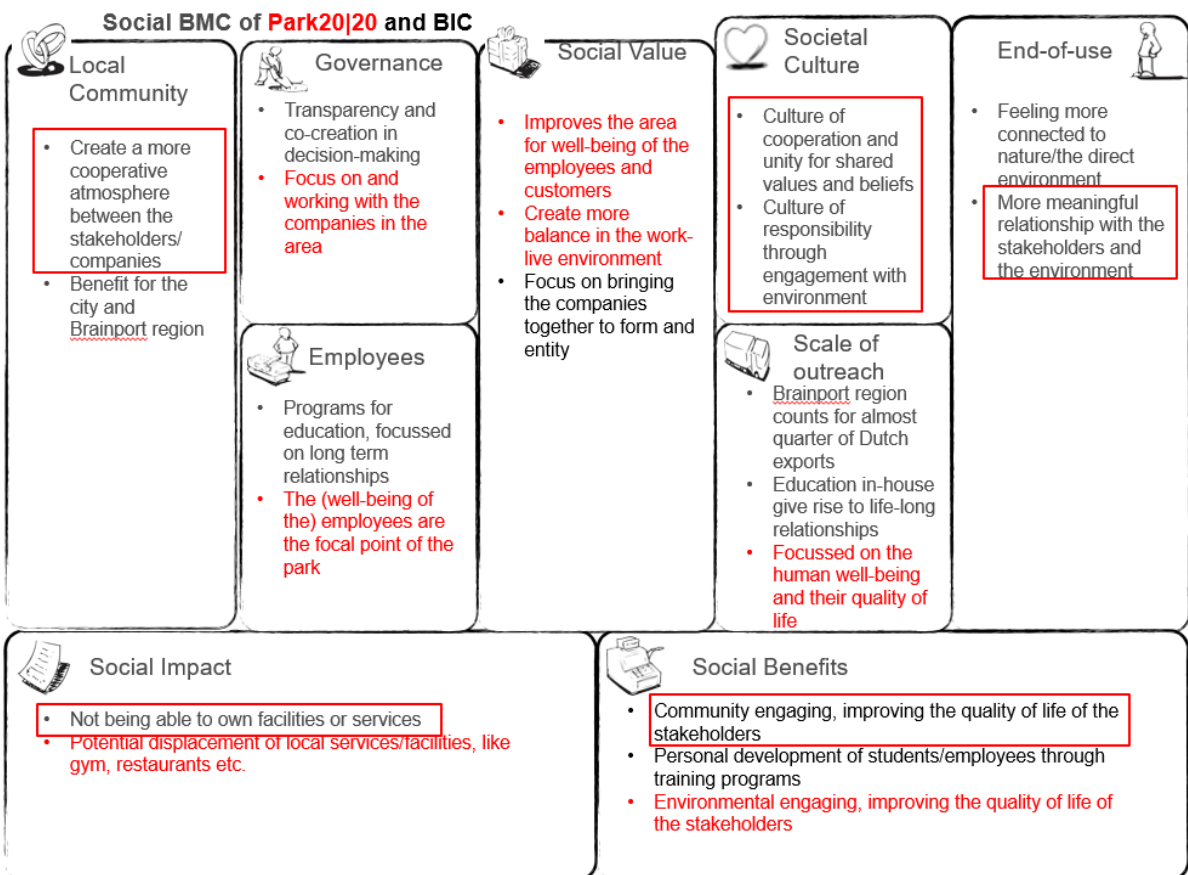 Social BMC of Park20|20 and BIC
Local
Community
• Create a more
cooperative
atmosphere
between the
stakeholders/
companies
• Benefit for the
city and
Brainport region
Governance
• Transparency and
co-creation in
decision-making
• Focus on and
working with the
companies in the
area
Employees
• Programs for
education, focussed
on long term
relationships
• The (well-being of
the) employees are
the focal point of the
park
Social Value
• Improves the area
for well-being of the
employees and
customers
• Create more
balance in the work-
live environment
• Focus on bringing
the companies
together to form and
entity
Societal
Culture
• Culture of
cooperation and
unity for shared
values and beliefs
• Culture of
responsibility
through
engagement with
environment
Scale of
outreach
• Brainport region
counts for almost
quarter of Dutch
exports
• Education in-house
give rise to life-long
relationships
• Focussed on the
human well-being
and their quality of
life
End-of-use
• Feeling more
connected to
nature/the direct
environment
• More meaningful
relationship with the
stakeholders and
the environment
Social Impact
• Not being able to own facilities or services
• Potential displacement of local services/facilities, like
gym, restaurants etc.
Social Benefits
• Community engaging, improving the quality of life of the
stakeholders
• Personal development of students/employees through
training programs
• Environmental engaging, improving the quality of life of
the stakeholders